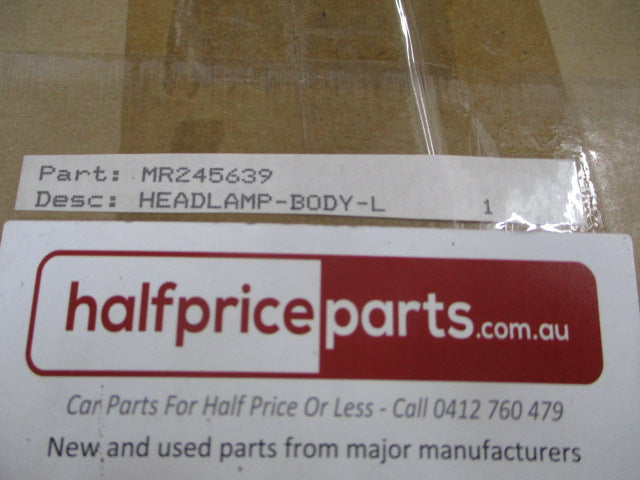 Part: MR245639
Desc: HEADLAMP-BODY-L 1
halfpriceparts.com.au
Car Parts For Half Price Or Less - Call 0412 760 479
New and used parts from major manufacturers